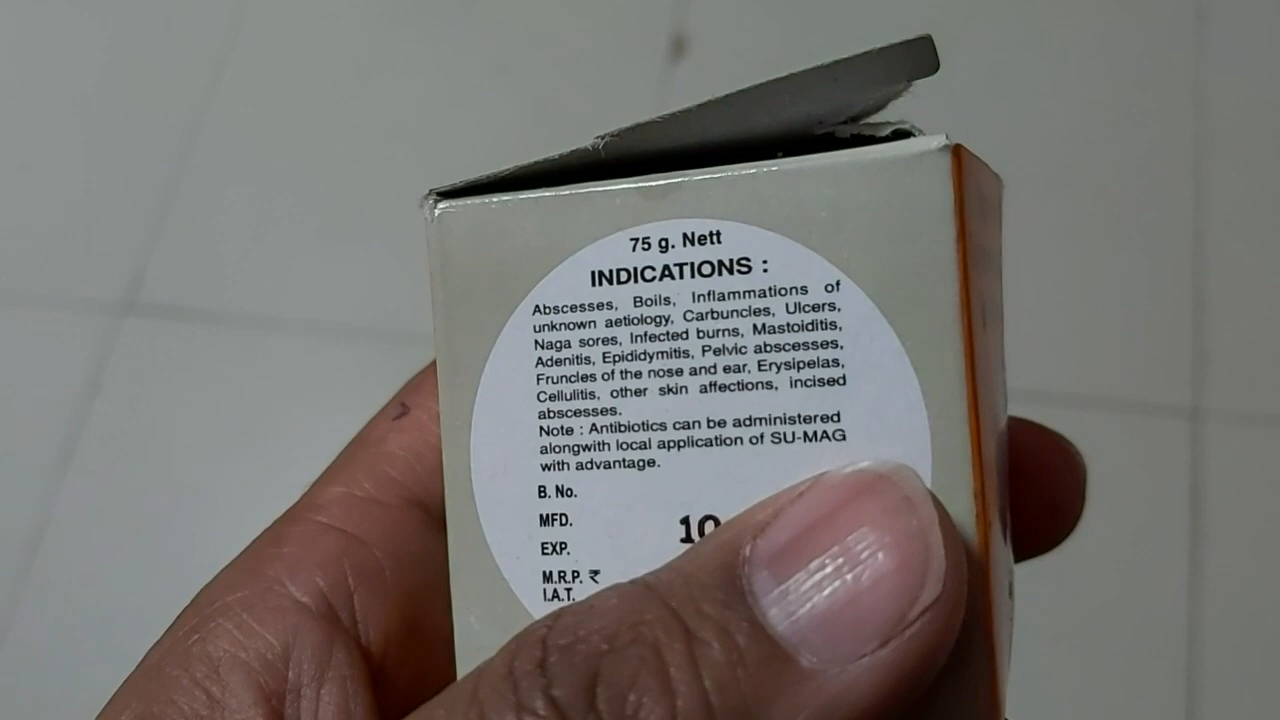 75 g. Nett
INDICATIONS :
Abscesses, Boils, Inflammations of
unknown aetiology, Carbuncles, Ulcers,
Naga sores, Infected burns, Mastoiditis,
Adenitis, Epididymitis, Pelvic abscesses,
Fruncles of the nose and ear, Erysipelas,
Cellulitis, other skin affections, incised
abscesses.
Note : Antibiotics can be administered
alongwith local application of SU-MAG
with advantage.
B. No.
MFD. 10
EXP.
M.R.P. ₹
I.A.T.